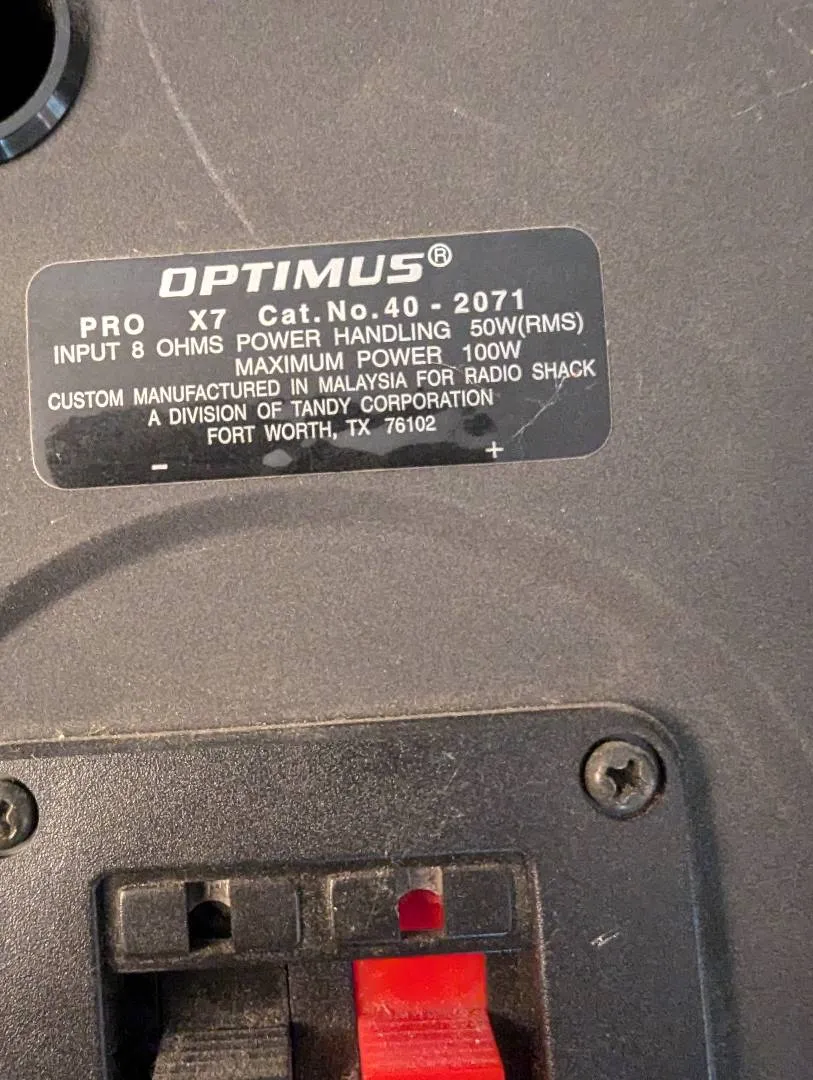 OPTIMUS®
PRO X7 Cat.No.40 - 2071
INPUT 8 OHMS POWER HANDLING 50W(RMS)
MAXIMUM POWER 100W
CUSTOM MANUFACTURED IN MALAYSIA FOR RADIO SHACK
A DIVISION OF TANDY CORPORATION
FORT WORTH, TX 76102
− +